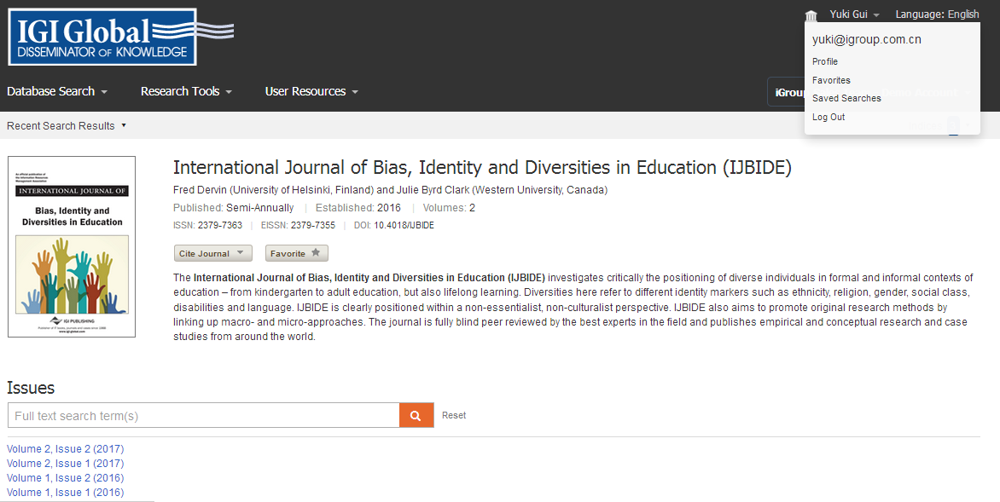 IGI Global
DISSEMINATOR OF KNOWLEDGE
Yuki Gui
Language: English
yuki@igroup.com.cn
Profile
Favorites
Saved Searches
Log Out
Database Search
Research Tools
User Resources
Recent Search Results
An official publication of
the Information Resources
Management Association
INTERNATIONAL JOURNAL OF
Bias, Identity and
Diversities in Education
IGI PUBLISHING
Publisher of IT books, journals and cases since 1988
www.igi-global.com
International Journal of Bias, Identity and Diversities in Education (IJBIDE)
Fred Dervin (University of Helsinki, Finland) and Julie Byrd Clark (Western University, Canada)
Published: Semi-Annually | Established: 2016 | Volumes: 2
ISSN: 2379-7363 | EISSN: 2379-7355 | DOI: 10.4018/IJBIDE
Cite Journal
Favorite
The International Journal of Bias, Identity and Diversities in Education (IJBIDE) investigates critically the positioning of diverse individuals in formal and informal contexts of
education – from kindergarten to adult education, but also lifelong learning. Diversities here refer to different identity markers such as ethnicity, religion, gender, social class,
disabilities and language. IJBIDE is clearly positioned within a non-essentialist, non-culturalist perspective. IJBIDE also aims to promote original research methods by
linking up macro- and micro-approaches. The journal is fully blind peer reviewed by the best experts in the field and publishes empirical and conceptual research and case
studies from around the world.
Issues
Full text search term(s)
Reset
Volume 2, Issue 2 (2017)
Volume 2, Issue 1 (2017)
Volume 1, Issue 2 (2016)
Volume 1, Issue 1 (2016)